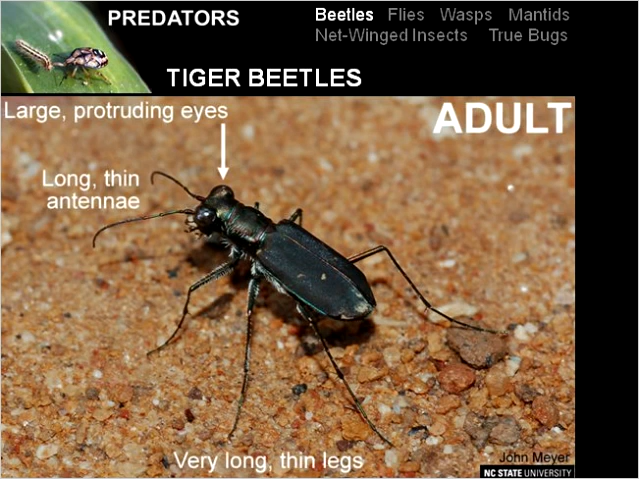 PREDATORS
Beetles Flies Wasps Mantids
Net-Winged Insects True Bugs
TIGER BEETLES
Large, protruding eyes
ADULT
Long, thin
antennae
Very long, thin legs
John Meyer
NC STATE UNIVERSITY